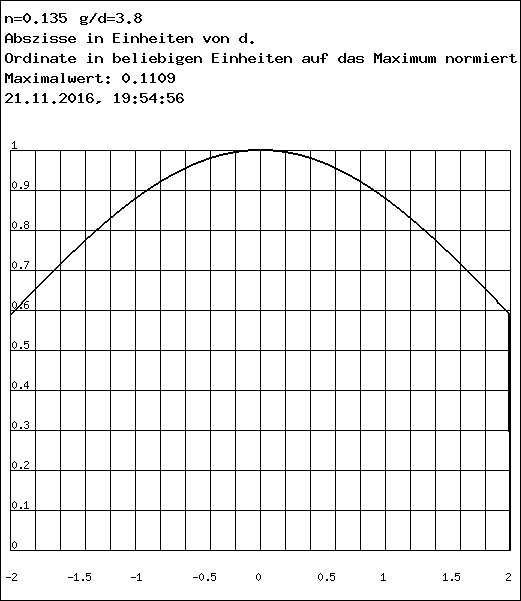 n=0.135 g/d=3.8
Abszisse in Einheiten von d.
Ordinate in beliebigen Einheiten auf das Maximum normiert
Maximalwert: 0.1109
21.11.2016, 19:54:56
1
0.9
0.8
0.7
0.6
0.5
0.4
0.3
0.2
0.1
0
-2 -1.5 -1 -0.5 0 0.5 1 1.5 2